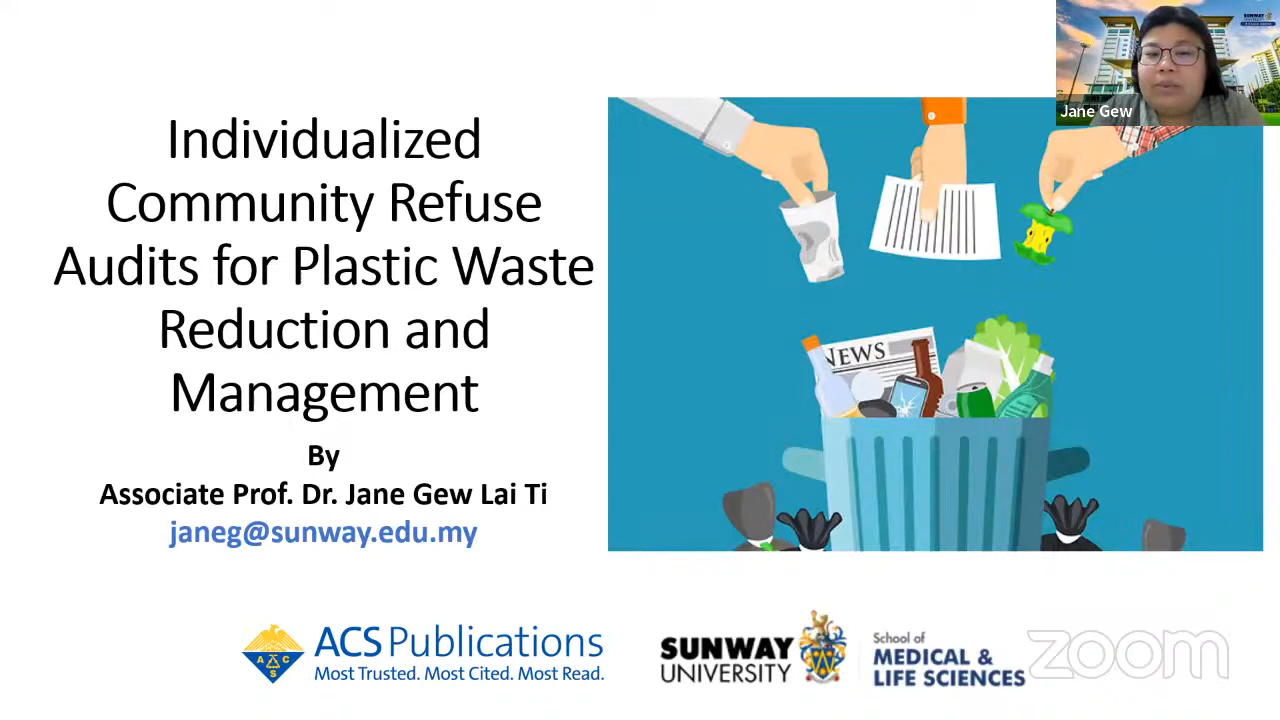 SUNWAY
UNIVERSITY
Jane Gew
Individualized
Community Refuse
Audits for Plastic Waste
Reduction and
Management
By
Associate Prof. Dr. Jane Gew Lai Ti
janeg@sunway.edu.my
NEWS
ACS Publications
Most Trusted. Most Cited. Most Read.
A C S
SUNWAY
UNIVERSITY
School of
MEDICAL &
LIFE SCIENCES
zoom